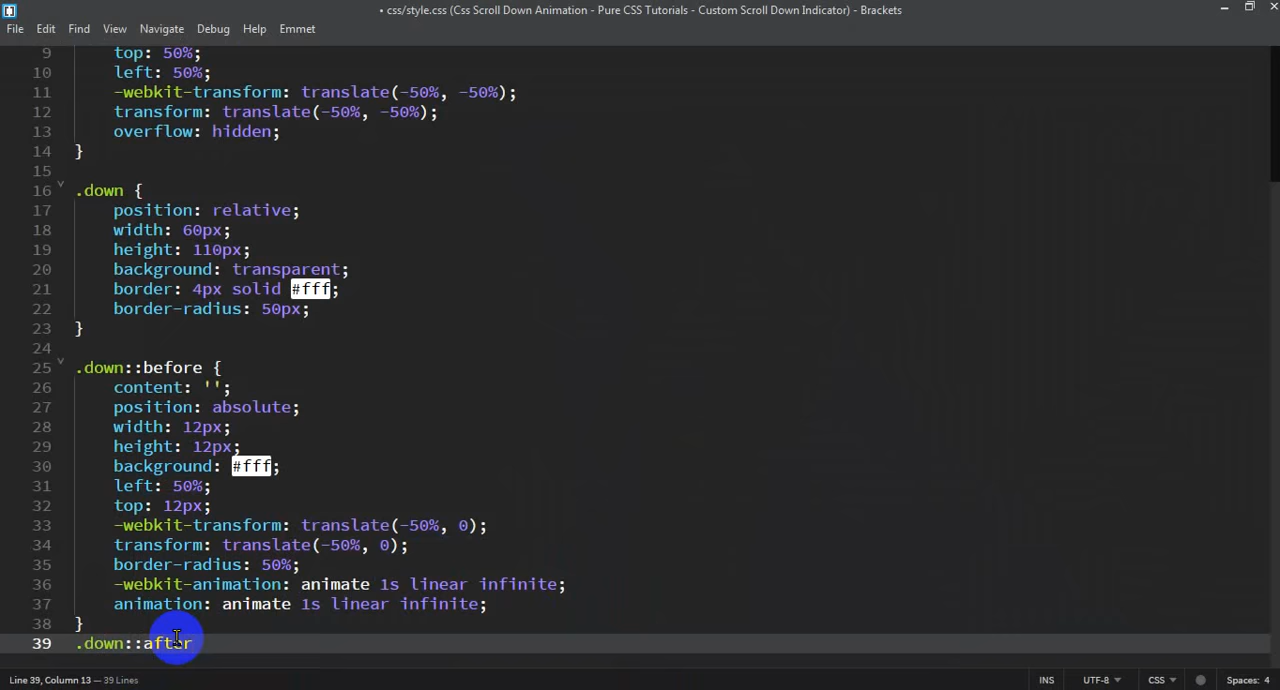 • css/style.css (Css Scroll Down Animation - Pure CSS Tutorials - Custom Scroll Down Indicator) - Brackets
File Edit Find View Navigate Debug Help Emmet
9 top: 50%;
10 left: 50%;
11 -webkit-transform: translate(-50%, -50%);
12 transform: translate(-50%, -50%);
13 overflow: hidden;
14 }
15
16 .down {
17 position: relative;
18 width: 60px;
19 height: 110px;
20 background: transparent;
21 border: 4px solid #fff;
22 border-radius: 50px;
23 }
24
25 .down::before {
26 content: '';
27 position: absolute;
28 width: 12px;
29 height: 12px;
30 background: #fff;
31 left: 50%;
32 top: 12px;
33 -webkit-transform: translate(-50%, 0);
34 transform: translate(-50%, 0);
35 border-radius: 50%;
36 -webkit-animation: animate 1s linear infinite;
37 animation: animate 1s linear infinite;
38 }
39 .down::after
Line 39, Column 13 — 39 Lines INS UTF-8 CSS Spaces: 4